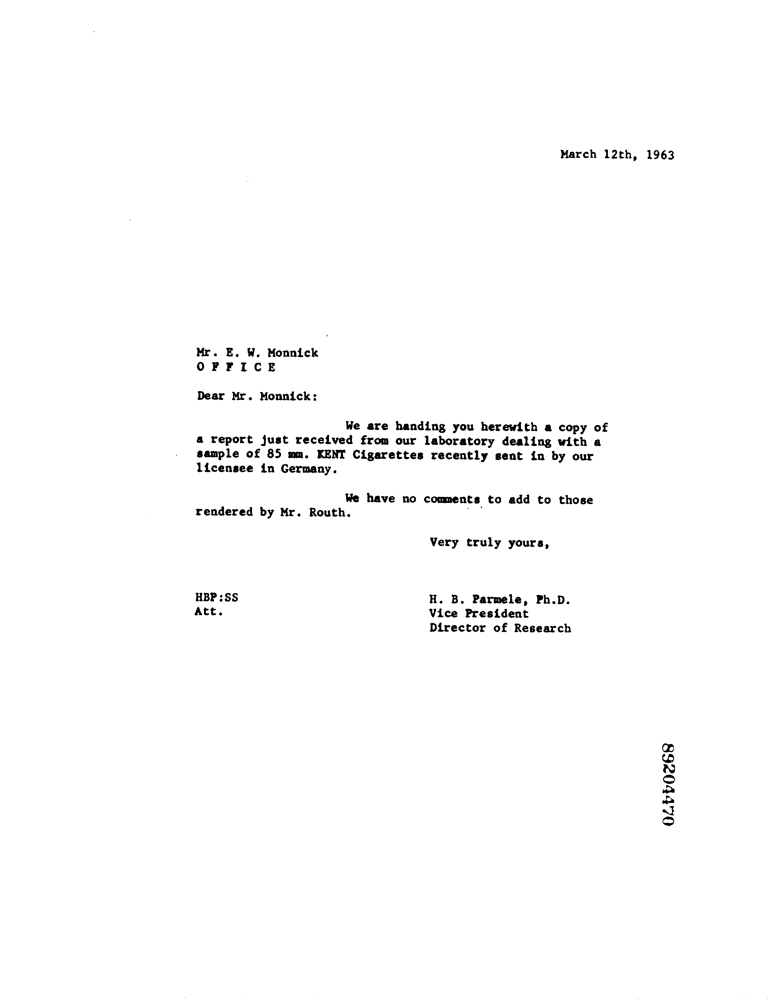 March 12th, 1963
Mr. E. W. Monnick
O F F I C E
Dear Mr. Monnick:
We are handing you herewith a copy of
a report just received from our laboratory dealing with a
sample of 85 mm. KENT Cigarettes recently sent in by our
licensee in Germany.
We have no comments to add to those
rendered by Mr. Routh.
Very truly yours,
HBP:SS
Att.
H. B. Parmele, Ph.D.
Vice President
Director of Research
89204470